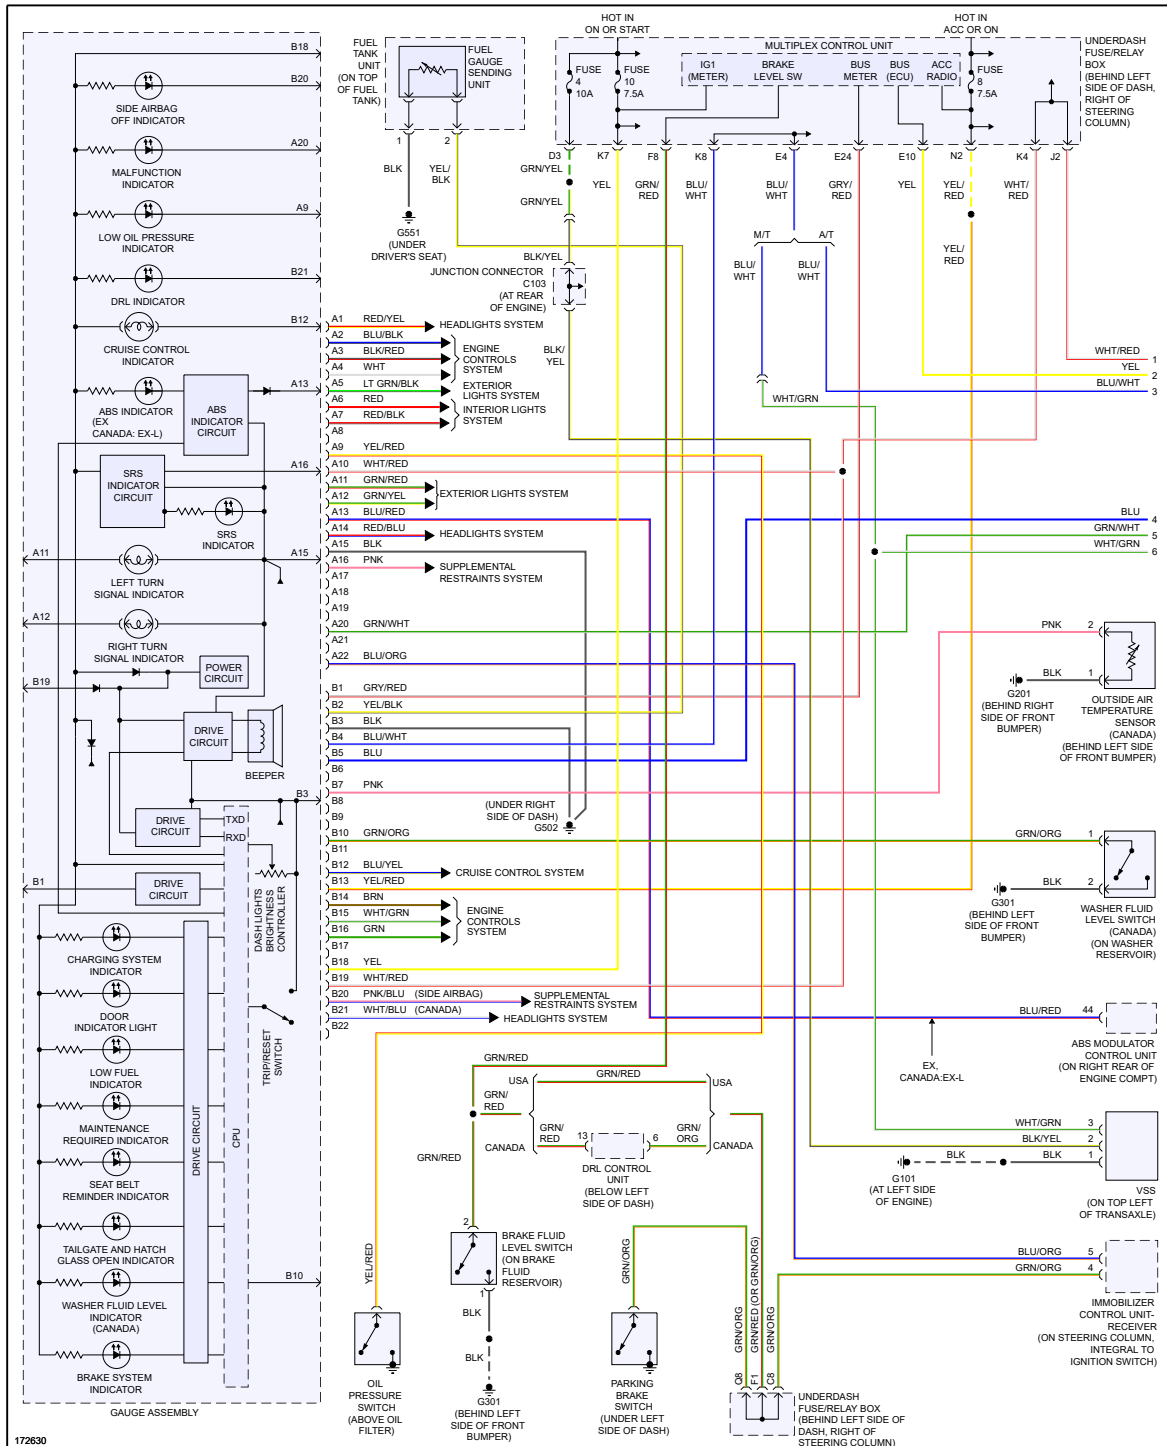 HOT IN
ON OR START
HOT IN
ACC OR ON
FUEL
TANK
UNIT
(ON TOP
OF FUEL
TANK)
FUEL
GAUGE
SENDING
UNIT
1
2
MULTIPLEX CONTROL UNIT
FUSE
4
10A
FUSE
10
7.5A
IG1
(METER)
BRAKE
LEVEL SW
BUS
METER
BUS
(ECU)
ACC
RADIO
FUSE
8
7.5A
UNDERDASH
FUSE/RELAY
BOX
(BEHIND LEFT
SIDE OF DASH,
RIGHT OF
STEERING
COLUMN)
D3
K7
F8
K8
E4
E24
E10
N2
K4
J2
BLK
YEL/
BLK
GRN/YEL
GRN/YEL
YEL
GRN/
RED
BLU/
WHT
BLU/
WHT
GRY/
RED
YEL
YEL/
RED
WHT/
RED
G551
(UNDER
DRIVER'S SEAT)
BLK/YEL
JUNCTION CONNECTOR
C103
(AT REAR
OF ENGINE)
BLK/
YEL
M/T
A/T
BLU/
WHT
BLU/
WHT
YEL/
RED
WHT/GRN
WHT/RED 1
YEL 2
BLU/WHT 3
BLU 4
GRN/WHT 5
WHT/GRN 6
B18
B20
SIDE AIRBAG
OFF INDICATOR
A20
MALFUNCTION
INDICATOR
A9
LOW OIL PRESSURE
INDICATOR
B21
DRL INDICATOR
B12
CRUISE CONTROL
INDICATOR
A13
ABS INDICATOR
(EX
CANADA: EX-L)
ABS
INDICATOR
CIRCUIT
A16
SRS
INDICATOR
CIRCUIT
SRS
INDICATOR
A11
A15
LEFT TURN
SIGNAL INDICATOR
A12
RIGHT TURN
SIGNAL INDICATOR
POWER
CIRCUIT
B19
DRIVE
CIRCUIT
BEEPER
B3
DRIVE
CIRCUIT
TXD
RXD
B1
DRIVE
CIRCUIT
DASH LIGHTS
BRIGHTNESS
CONTROLLER
CHARGING SYSTEM
INDICATOR
DOOR
INDICATOR LIGHT
LOW FUEL
INDICATOR
MAINTENANCE
REQUIRED INDICATOR
SEAT BELT
REMINDER INDICATOR
TAILGATE AND HATCH
GLASS OPEN INDICATOR
WASHER FLUID LEVEL
INDICATOR
(CANADA)
BRAKE SYSTEM
INDICATOR
DRIVE CIRCUIT
CPU
TRIP/RESET
SWITCH
B10
GAUGE ASSEMBLY
172630
A1 RED/YEL
HEADLIGHTS SYSTEM
A2 BLU/BLK
A3 BLK/RED
A4 WHT
ENGINE
CONTROLS
SYSTEM
A5 LT GRN/BLK
EXTERIOR
LIGHTS SYSTEM
A6 RED
A7 RED/BLK
INTERIOR LIGHTS
SYSTEM
A8
A9 YEL/RED
A10 WHT/RED
A11 GRN/RED
A12 GRN/YEL
EXTERIOR LIGHTS SYSTEM
A13 BLU/RED
A14 RED/BLU
HEADLIGHTS SYSTEM
A15 BLK
A16 PNK
SUPPLEMENTAL
RESTRAINTS SYSTEM
A17
A18
A19
A20 GRN/WHT
A21
A22 BLU/ORG
B1 GRY/RED
B2 YEL/BLK
B3 BLK
B4 BLU/WHT
B5 BLU
B6
B7 PNK
B8
B9
B10 GRN/ORG
B11
B12 BLU/YEL
CRUISE CONTROL SYSTEM
B13 YEL/RED
B14 BRN
B15 WHT/GRN
B16 GRN
ENGINE
CONTROLS
SYSTEM
B17
B18 YEL
B19 WHT/RED
B20 PNK/BLU (SIDE AIRBAG)
SUPPLEMENTAL
RESTRAINTS SYSTEM
B21 WHT/BLU (CANADA)
HEADLIGHTS SYSTEM
B22
(UNDER RIGHT
SIDE OF DASH)
G502
PNK 2
BLK 1
G201
(BEHIND RIGHT
SIDE OF FRONT
BUMPER)
OUTSIDE AIR
TEMPERATURE
SENSOR
(CANADA)
(BEHIND LEFT SIDE
OF FRONT BUMPER)
GRN/ORG 1
BLK 2
G301
(BEHIND LEFT
SIDE OF FRONT
BUMPER)
WASHER FLUID
LEVEL SWITCH
(CANADA)
(ON WASHER
RESERVOIR)
BLU/RED 44
EX,
CANADA:EX-L
ABS MODULATOR
CONTROL UNIT
(ON RIGHT REAR OF
ENGINE COMPT)
WHT/GRN 3
BLK/YEL 2
BLK
BLK 1
G101
(AT LEFT SIDE
OF ENGINE)
VSS
(ON TOP LEFT
OF TRANSAXLE)
BLU/ORG 5
GRN/ORG 4
IMMOBILIZER
CONTROL UNIT-
RECEIVER
(ON STEERING COLUMN,
INTEGRAL TO
IGNITION SWITCH)
GRN/RED
USA
GRN/RED
USA
GRN/
RED
CANADA
GRN/
RED
13
6
GRN/
ORG
CANADA
DRL CONTROL
UNIT
(BELOW LEFT
SIDE OF DASH)
GRN/RED
2
BRAKE FLUID
LEVEL SWITCH
(ON BRAKE
FLUID
RESERVOIR)
1
BLK
BLK
G301
(BEHIND LEFT
SIDE OF FRONT
BUMPER)
YEL/RED
OIL
PRESSURE
SWITCH
(ABOVE OIL
FILTER)
GRN/ORG
PARKING
BRAKE
SWITCH
(UNDER LEFT
SIDE OF DASH)
GRN/ORG
GRN/RED (OR GRN/ORG)
GRN/ORG
Q8
F1
C8
UNDERDASH
FUSE/RELAY BOX
(BEHIND LEFT SIDE OF
DASH, RIGHT OF
STEERING COLUMN)